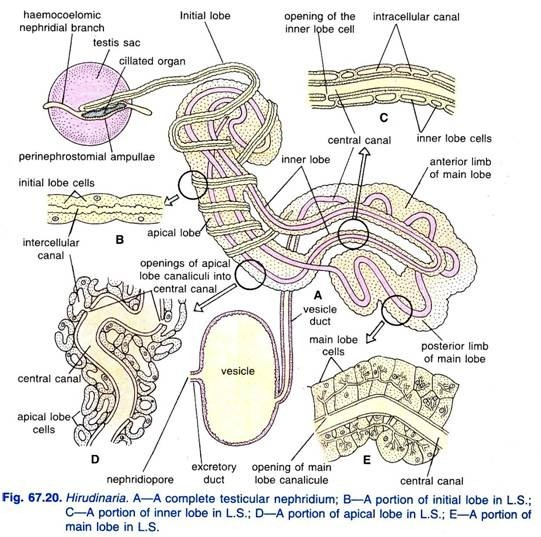 haemocoelomic
nephridial branch
testis sac
cillated organ
perinephrostomial ampullae
Initial lobe
opening of the
inner lobe cell
intracellular canal
C
central canal
inner lobe cells
inner lobe
anterior limb
of main lobe
initial lobe cells
B
apical lobe
intercellular
canal
openings of apical
lobe canaliculi into
central canal
A
vesicle
duct
main lobe
cells
posterior limb
of main lobe
central canal
vesicle
apical lobe
cells
D
nephridiopore
excretory
duct
opening of main
lobe canalicule
E
central canal
Fig. 67.20. Hirudinaria. A—A complete testicular nephridium; B—A portion of initial lobe in L.S.;
C—A portion of inner lobe in L.S.; D—A portion of apical lobe in L.S.; E—A portion of
main lobe in L.S.